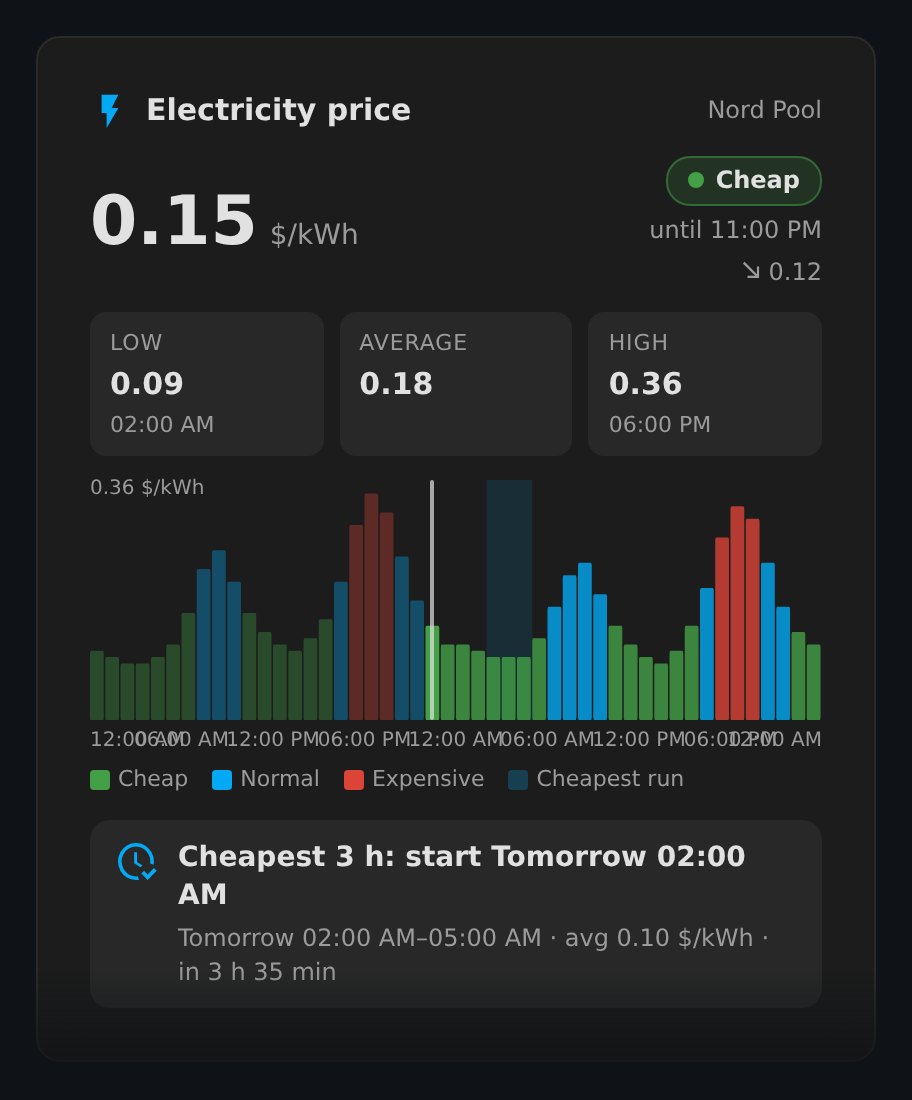 Electricity price
Nord Pool
0.15 $/kWh
Cheap
until 11:00 PM
↘ 0.12
LOW
0.09
02:00 AM
AVERAGE
0.18
HIGH
0.36
06:00 PM
0.36 $/kWh
12:00 AM 06:00 AM 12:00 PM 06:00 PM 12:00 AM 06:00 AM 12:00 PM 06:00 PM 12:00 AM
Cheap Normal Expensive Cheapest run
Cheapest 3 h: start Tomorrow 02:00
AM
Tomorrow 02:00 AM–05:00 AM · avg 0.10 $/kWh ·
in 3 h 35 min